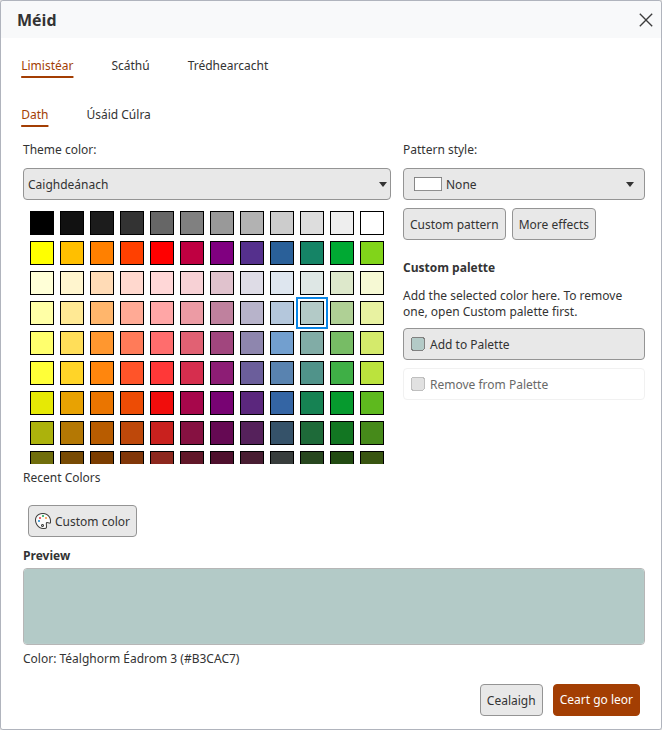 Méid
Limistéar Scáthú Trédhearcacht
Dath Úsáid Cúlra
Theme color:
Caighdeánach
Pattern style:
None
Custom pattern More effects
Custom palette
Add the selected color here. To remove
one, open Custom palette first.
Add to Palette
Remove from Palette
Recent Colors
Custom color
Preview
Color: Téalghorm Éadrom 3 (#B3CAC7)
Cealaigh Ceart go leor